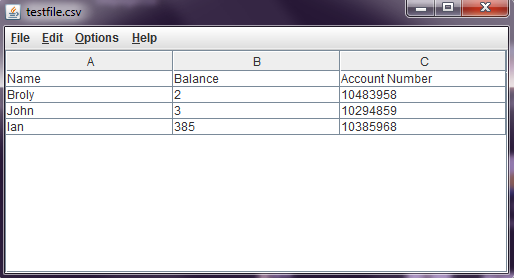 testfile.csv
File Edit Options Help
A B C
Name Balance Account Number
Broly 2 10483958
John 3 10294859
Ian 385 10385968